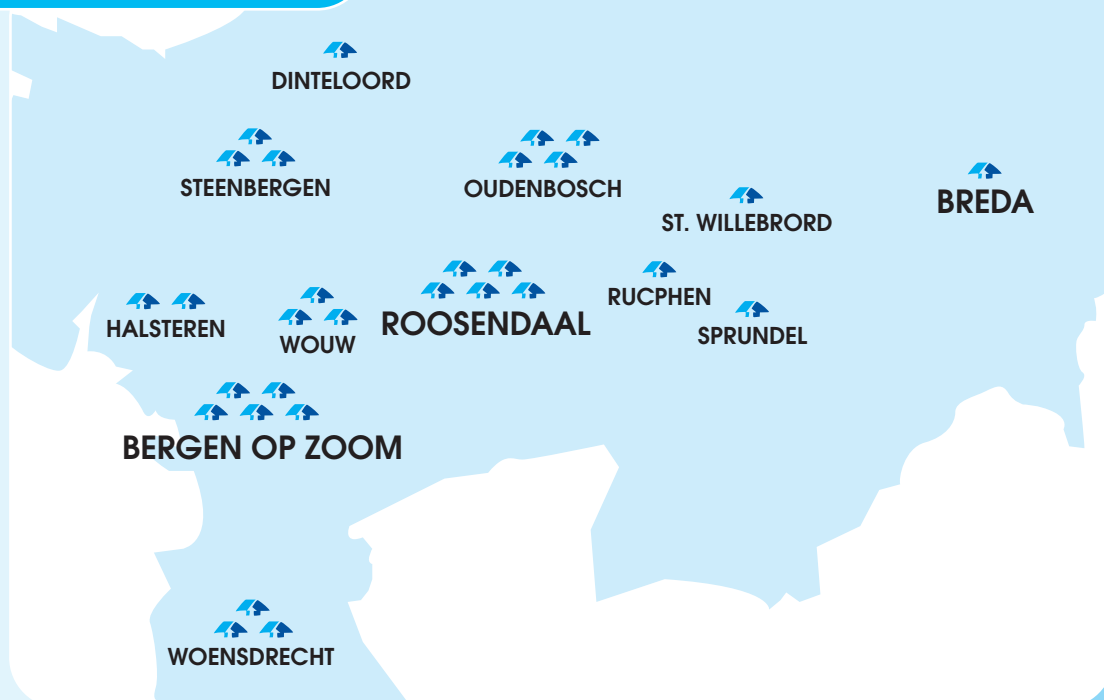 DINTELOORD
STEENBERGEN
OUDENBOSCH
BREDA
ST. WILLEBRORD
RUCPHEN
HALSTEREN
WOUW
ROOSENDAAL
SPRUNDEL
BERGEN OP ZOOM
WOENSDRECHT